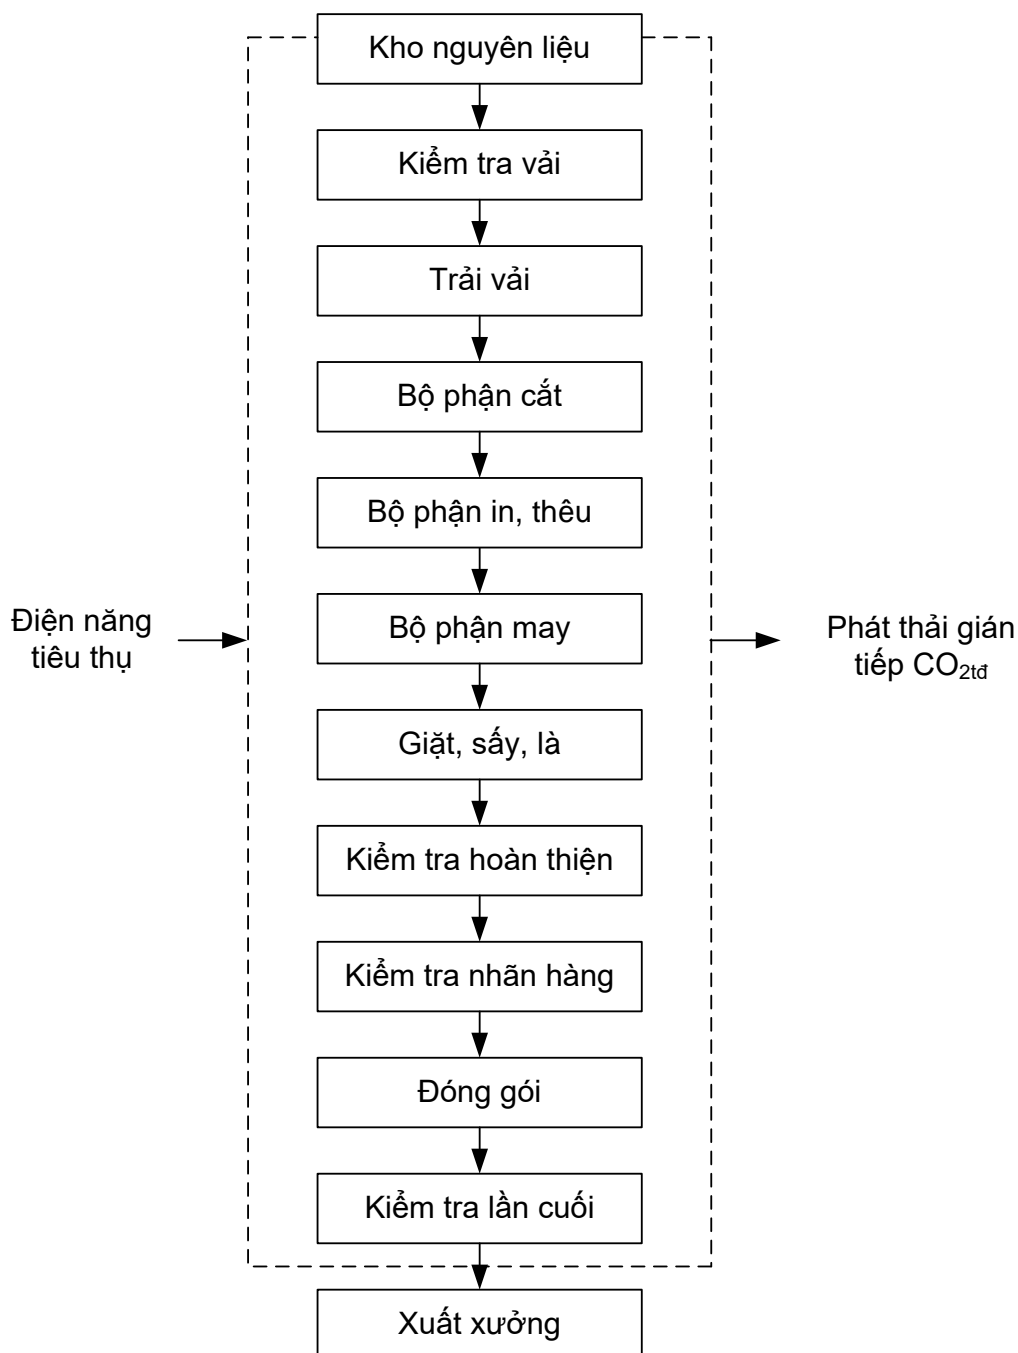 Kho nguyên liệu
Kiểm tra vải
Trải vải
Bộ phận cắt
Bộ phận in, thêu
Điện năng
tiêu thụ
Bộ phận may
Phát thải gián
tiếp CO₂tđ
Giặt, sấy, là
Kiểm tra hoàn thiện
Kiểm tra nhãn hàng
Đóng gói
Kiểm tra lần cuối
Xuất xưởng